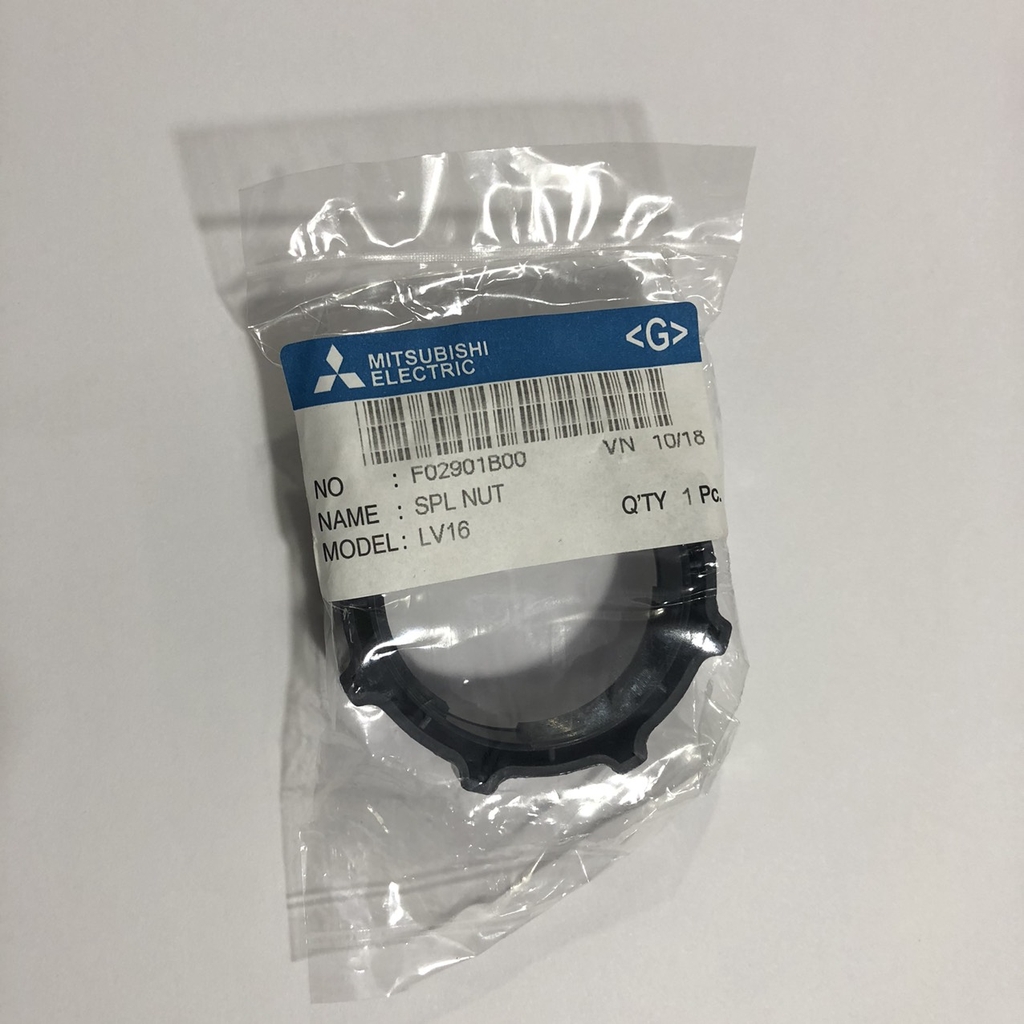 MITSUBISHI
ELECTRIC
<G>
VN 10/18
NO : F02901B00
NAME : SPL NUT
MODEL : LV16
Q'TY 1 Pc.